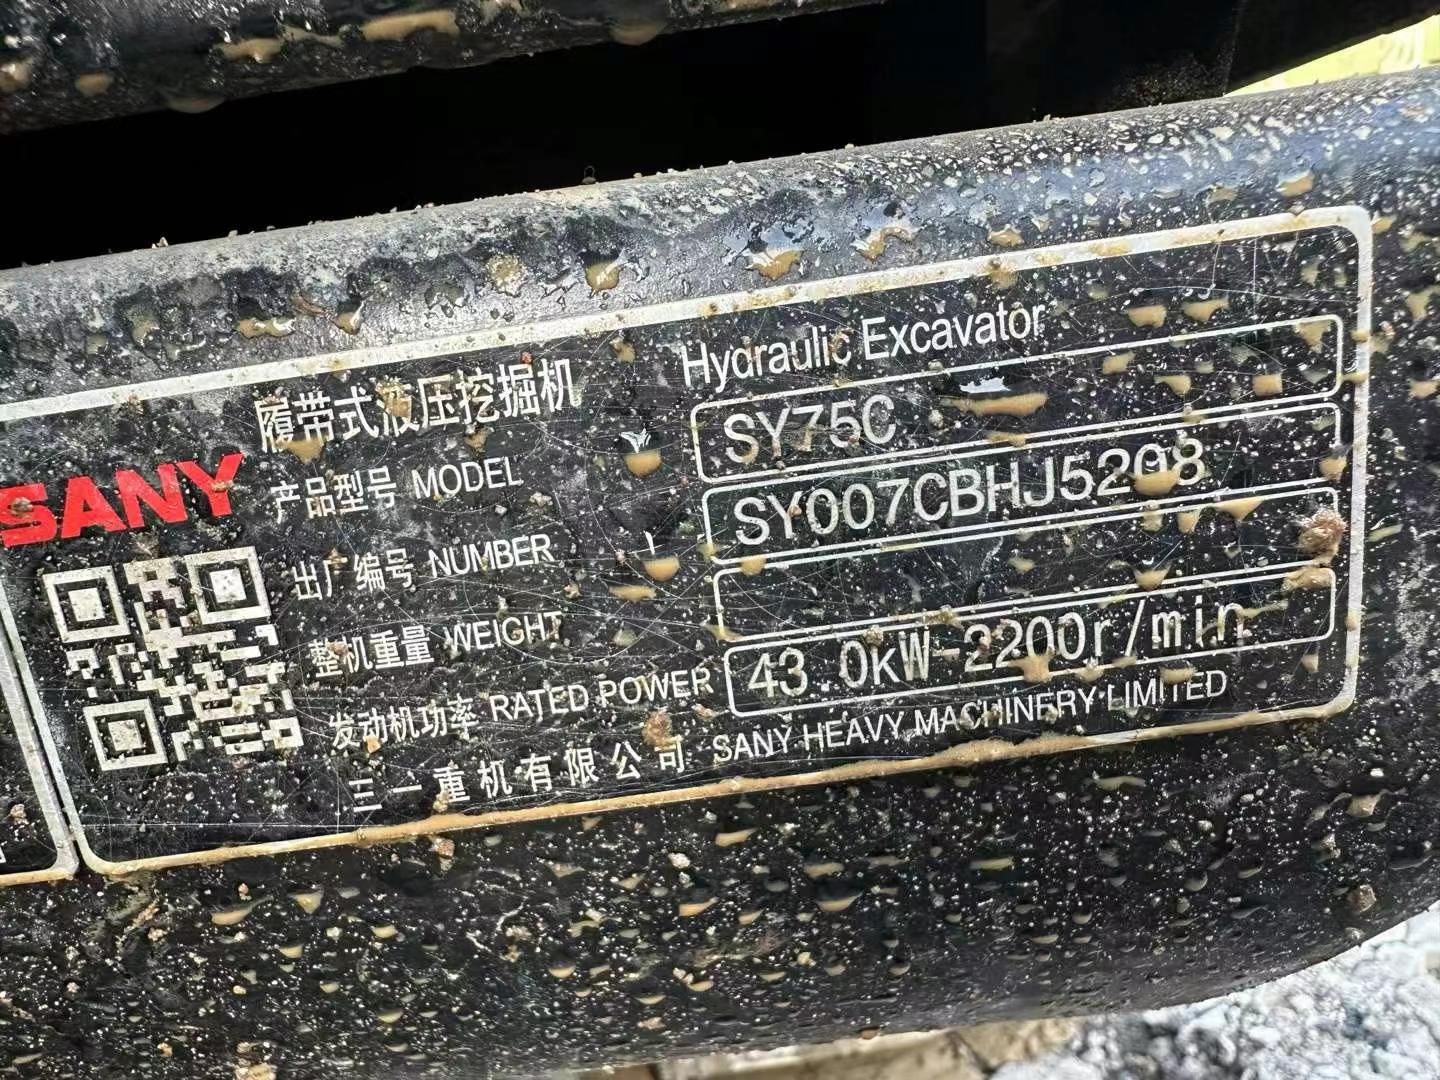 履带式液压挖掘机 Hydraulic Excavator
SANY
产品型号 MODEL SY75C
出厂编号 NUMBER SY007CBHJ5208
整机重量 WEIGHT
发动机功率 RATED POWER 43.0kW-2200r/min
三一重机有限公司 SANY HEAVY MACHINERY LIMITED